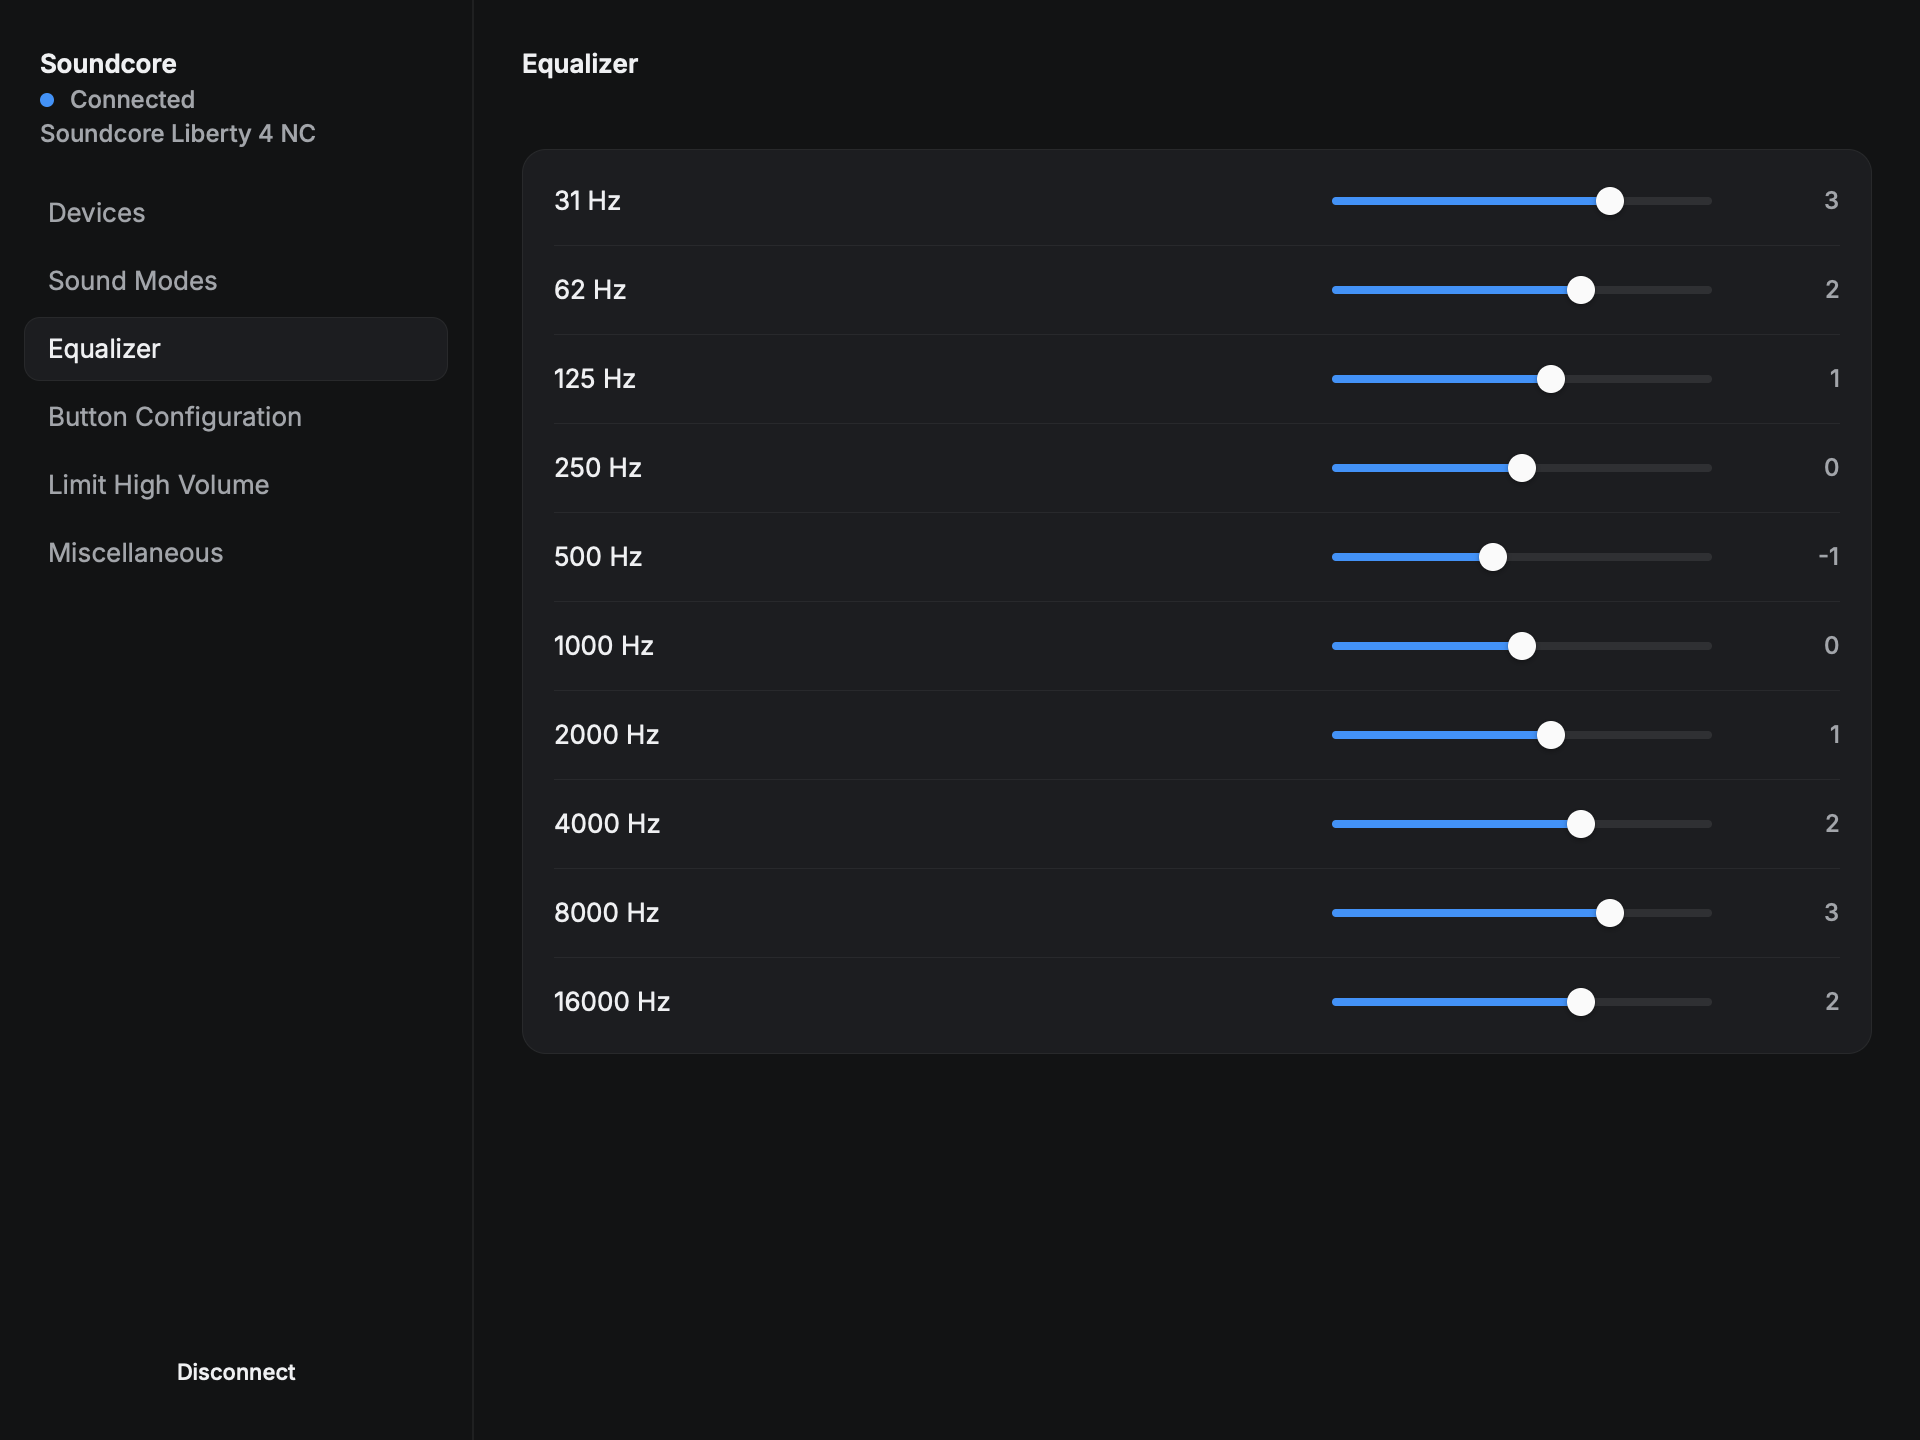 Soundcore
Connected
Soundcore Liberty 4 NC
Devices
Sound Modes
Equalizer
Button Configuration
Limit High Volume
Miscellaneous
Disconnect
Equalizer
31 Hz 3
62 Hz 2
125 Hz 1
250 Hz 0
500 Hz -1
1000 Hz 0
2000 Hz 1
4000 Hz 2
8000 Hz 3
16000 Hz 2